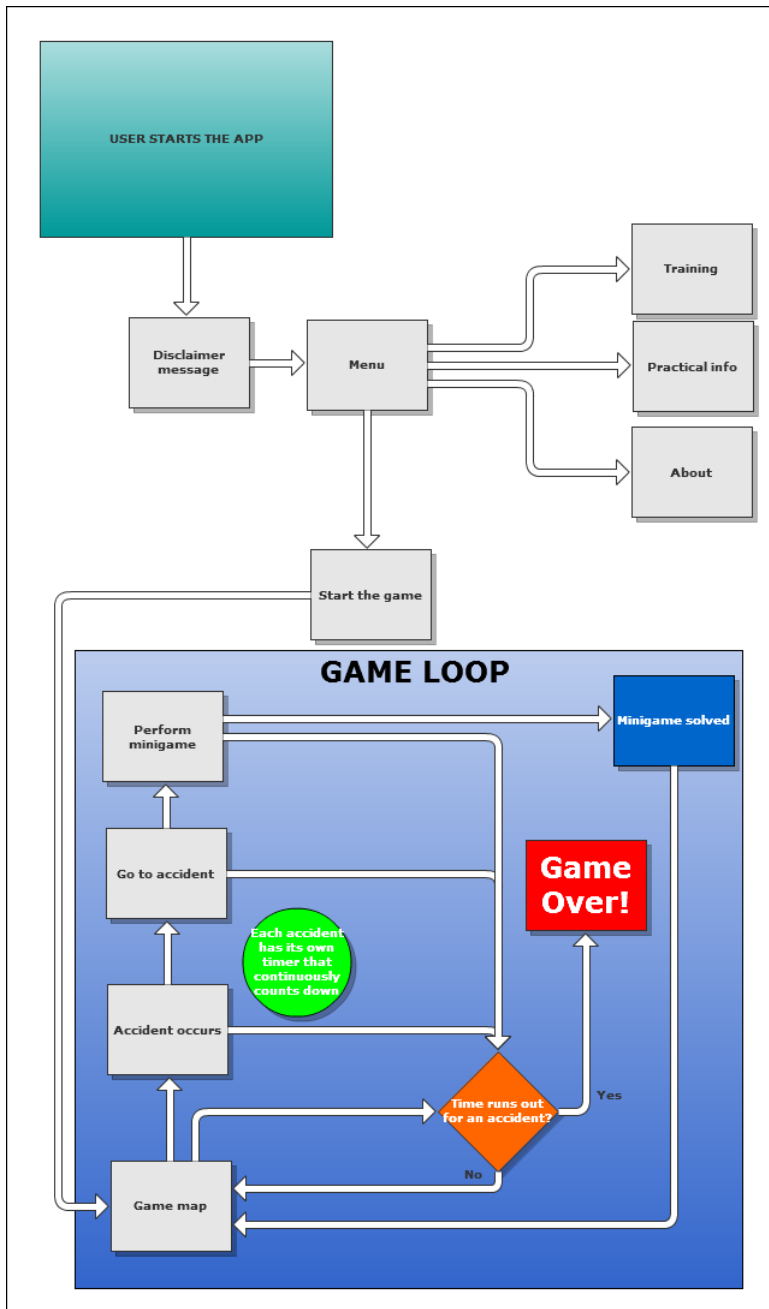 USER STARTS THE APP
Training
Disclaimer
message
Menu
Practical info
About
Start the game
GAME LOOP
Perform
minigame
Minigame solved
Go to accident
Game
Over!
Each accident
has its own
timer that
continuously
counts down
Accident occurs
Time runs out
for an accident?
Yes
No
Game map